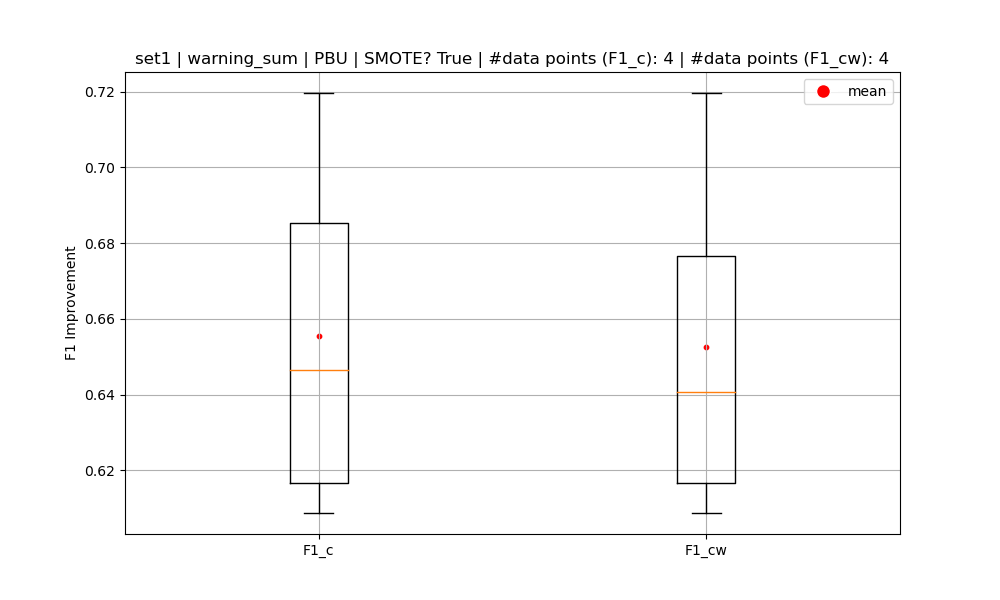 set1 | warning_sum | PBU | SMOTE? True | #data points (F1_c): 4 | #data points (F1_cw): 4
mean
0.72
0.70
0.68
0.66
0.64
0.62
F1 Improvement
F1_c
F1_cw